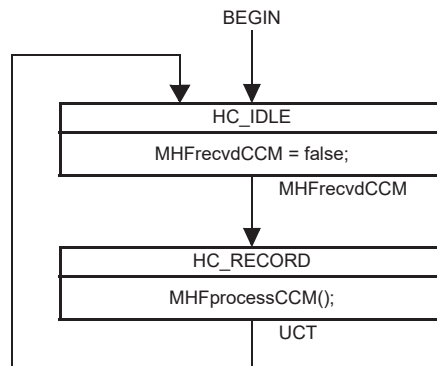 BEGIN
HC_IDLE
MHFrecvdCCM = false;
MHFrecvdCCM
HC_RECORD
MHFprocessCCM();
UCT